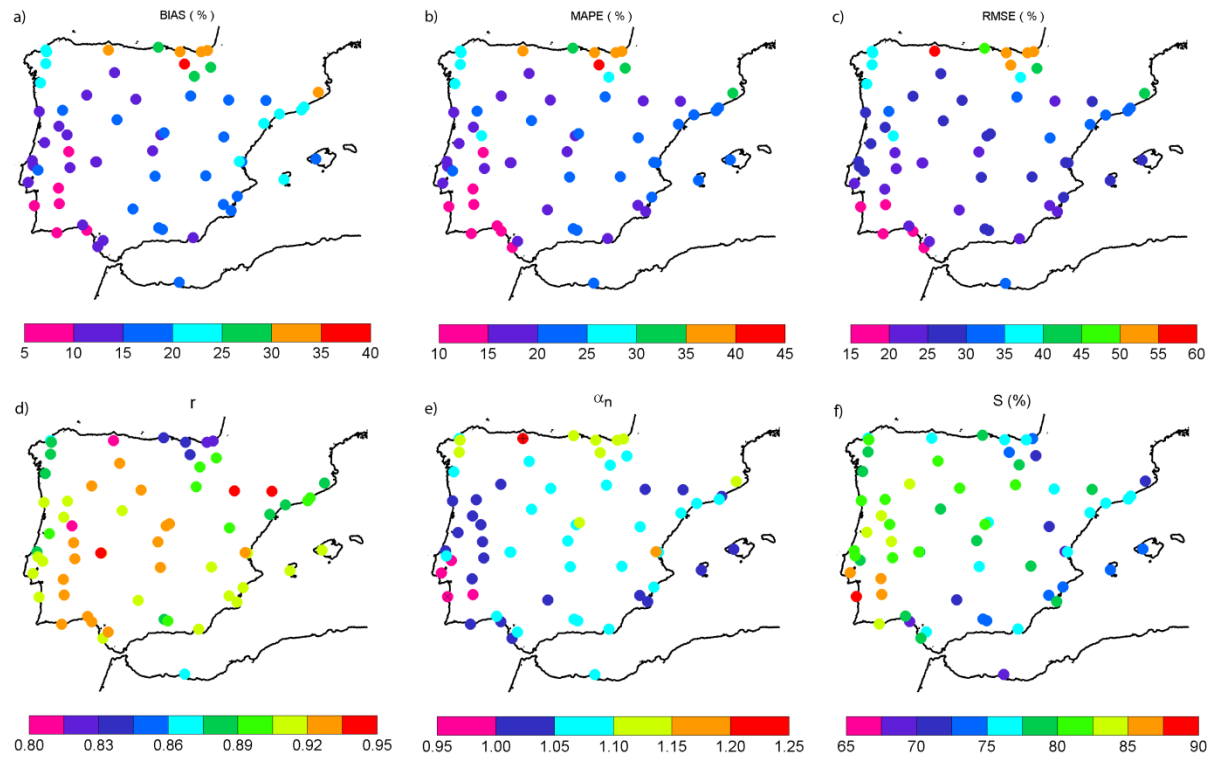 a) BIAS ( % ) b) MAPE ( % ) c) RMSE ( % )
5 10 15 20 25 30 35 40 10 15 20 25 30 35 40 45 15 20 25 30 35 40 45 50 55 60
d) r e) αn f) S (%)
0.80 0.83 0.86 0.89 0.92 0.95 0.95 1.00 1.05 1.10 1.15 1.20 1.25 65 70 75 80 85 90